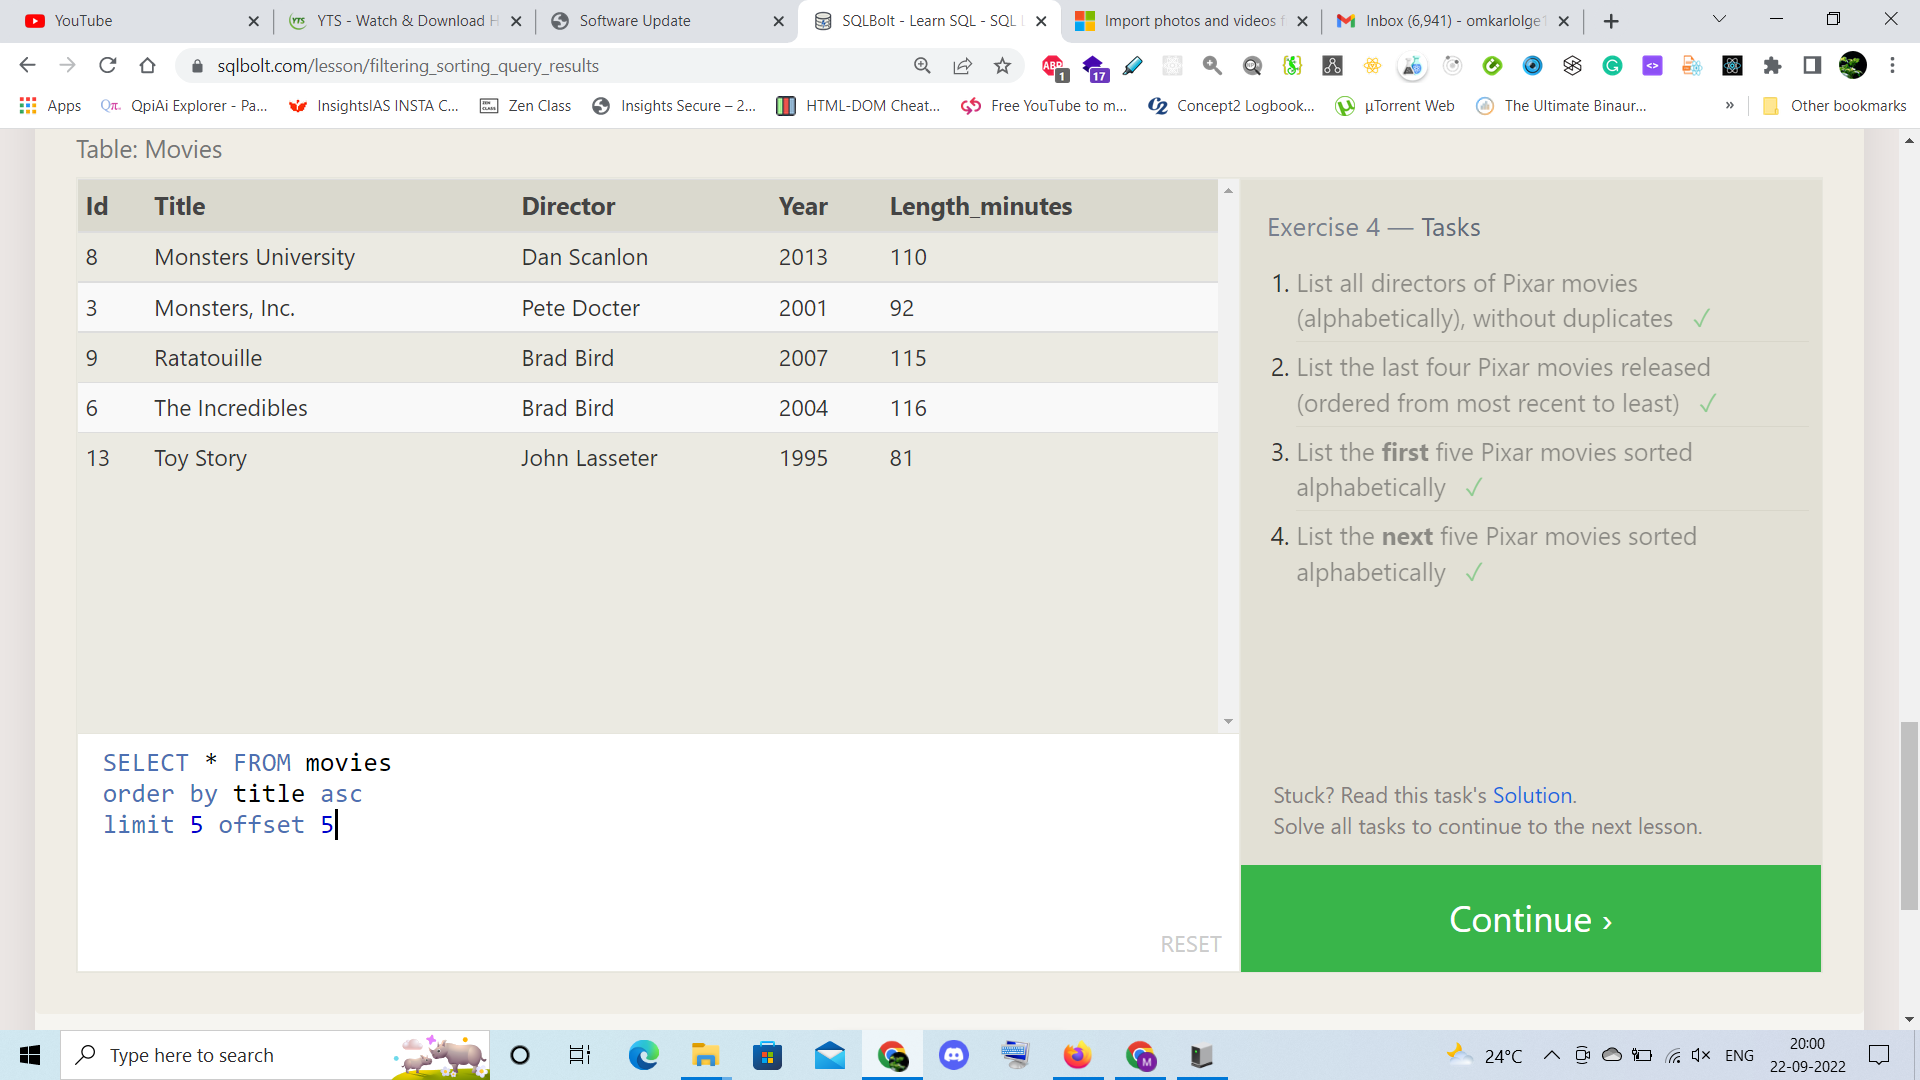 YouTube
YTS - Watch & Download H
Software Update
SQLBolt - Learn SQL - SQL L
Import photos and videos f
Inbox (6,941) - omkarlolge1
sqlbolt.com/lesson/filtering_sorting_query_results
ABP
1
17
Apps
QpiAi Explorer - Pa...
InsightsIAS INSTA C...
Zen Class
Insights Secure – 2...
HTML-DOM Cheat...
Free YouTube to m...
Concept2 Logbook...
µTorrent Web
The Ultimate Binaur...
»
Other bookmarks
Table: Movies
Id Title Director Year Length_minutes
8 Monsters University Dan Scanlon 2013 110
3 Monsters, Inc. Pete Docter 2001 92
9 Ratatouille Brad Bird 2007 115
6 The Incredibles Brad Bird 2004 116
13 Toy Story John Lasseter 1995 81
Exercise 4 — Tasks
1. List all directors of Pixar movies
(alphabetically), without duplicates ✓
2. List the last four Pixar movies released
(ordered from most recent to least) ✓
3. List the first five Pixar movies sorted
alphabetically ✓
4. List the next five Pixar movies sorted
alphabetically ✓
SELECT * FROM movies
order by title asc
limit 5 offset 5
RESET
Stuck? Read this task's Solution.
Solve all tasks to continue to the next lesson.
Continue ›
Type here to search
24°C
ENG
20:00
22-09-2022